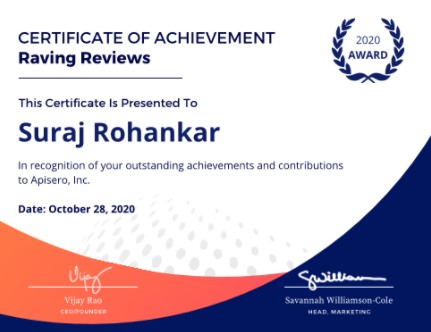 CERTIFICATE OF ACHIEVEMENT
Raving Reviews
2020
AWARD
This Certificate Is Presented To
Suraj Rohankar
In recognition of your outstanding achievements and contributions
to Apisero, Inc.
Date: October 28, 2020
Vijay
Vijay Rao
CEO/FOUNDER
SWilliam
Savannah Williamson-Cole
HEAD, MARKETING